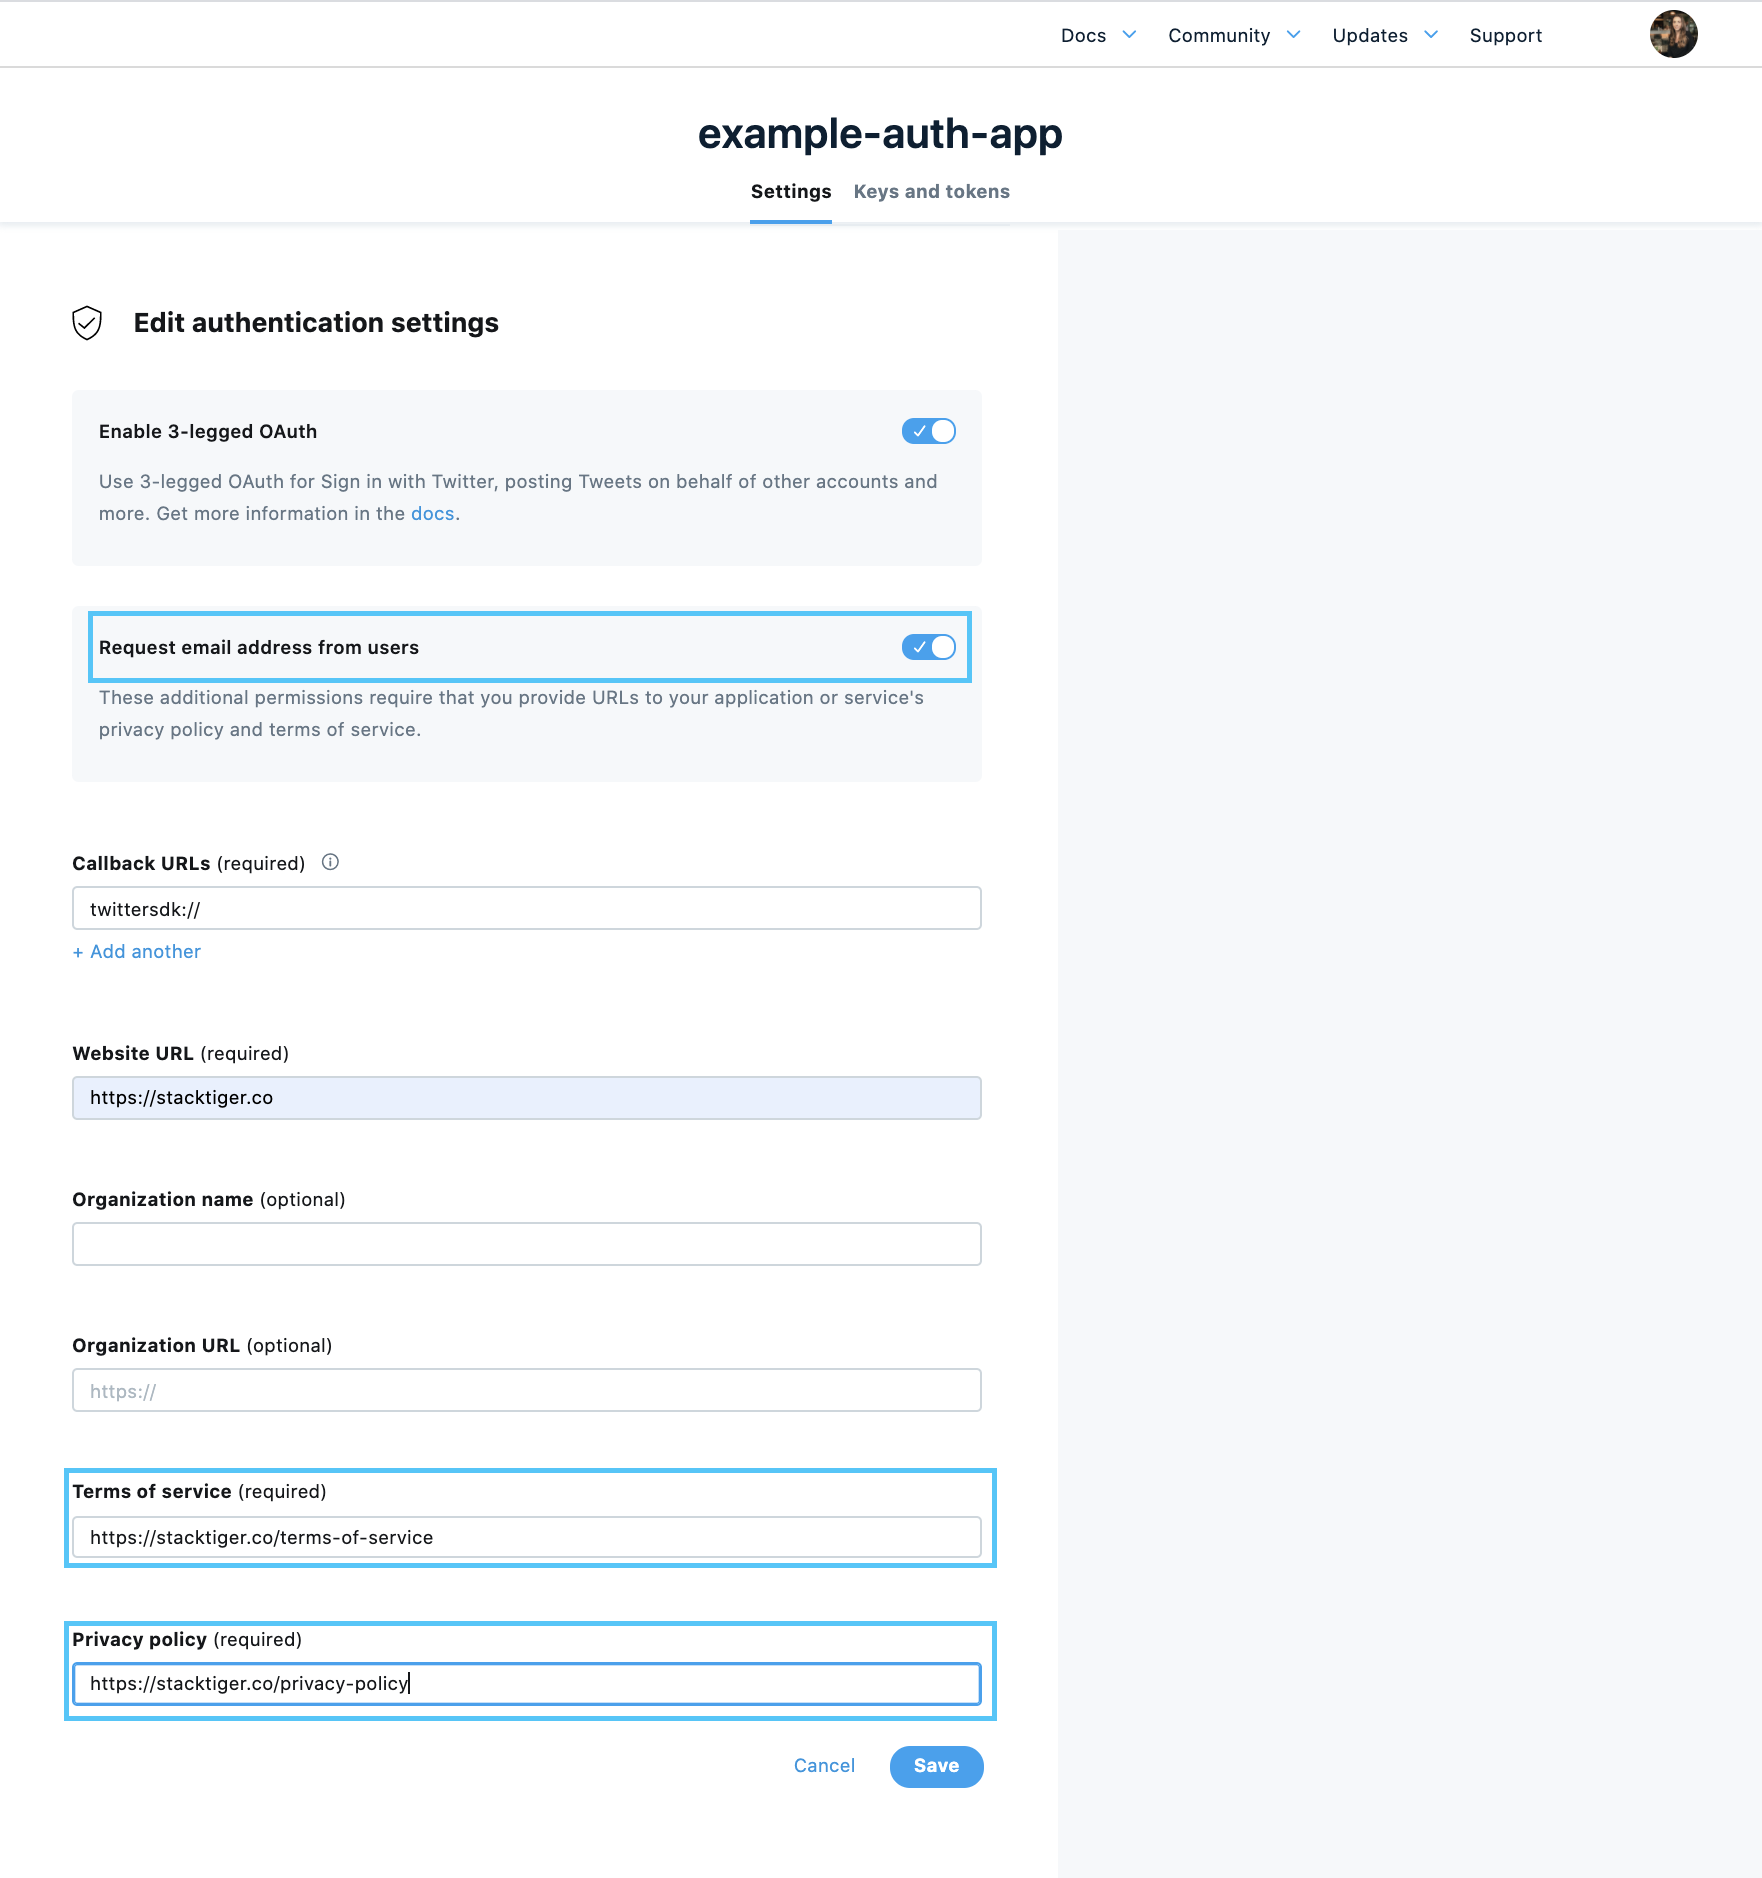 Docs Community Updates Support
example-auth-app
Settings Keys and tokens
Edit authentication settings
Enable 3-legged OAuth
Use 3-legged OAuth for Sign in with Twitter, posting Tweets on behalf of other accounts and
more. Get more information in the docs.
Request email address from users
These additional permissions require that you provide URLs to your application or service's
privacy policy and terms of service.
Callback URLs (required)
twittersdk://
+ Add another
Website URL (required)
https://stacktiger.co
Organization name (optional)
Organization URL (optional)
https://
Terms of service (required)
https://stacktiger.co/terms-of-service
Privacy policy (required)
https://stacktiger.co/privacy-policy
Cancel Save